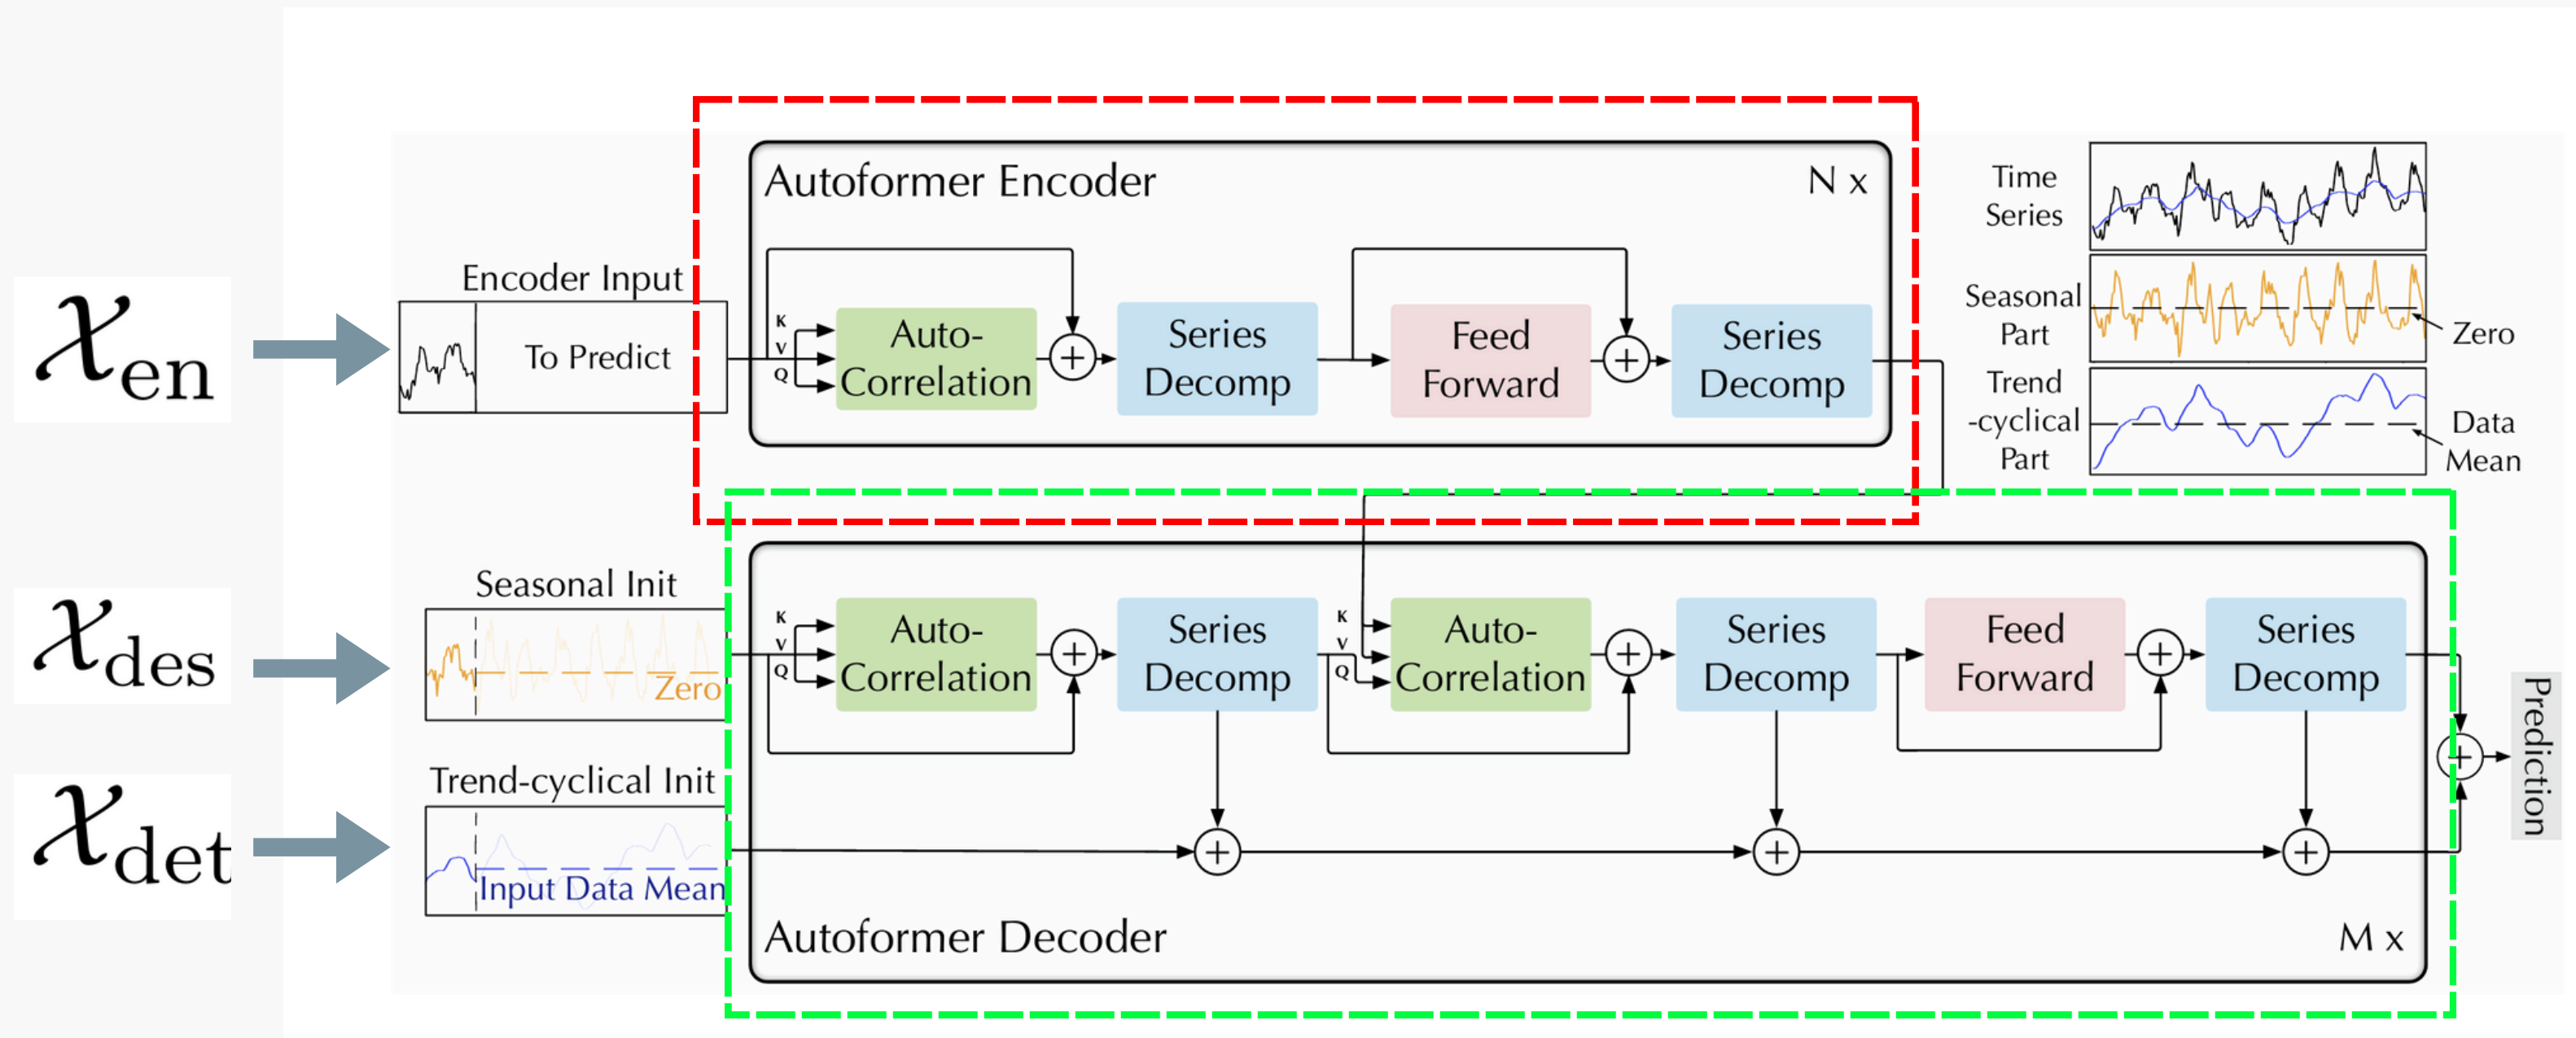 𝒳en
Encoder Input
To Predict
Autoformer Encoder
N x
K
V
Q
Auto-
Correlation
+
Series
Decomp
Feed
Forward
+
Series
Decomp
Time
Series
Seasonal
Part
Zero
Trend
-cyclical
Part
Data
Mean
𝒳des
Seasonal Init
Zero
K
V
Q
Auto-
Correlation
+
Series
Decomp
K
V
Q
Auto-
Correlation
+
Series
Decomp
Feed
Forward
+
Series
Decomp
+
Prediction
𝒳det
Trend-cyclical Init
Input Data Mean
+
+
+
Autoformer Decoder
M x